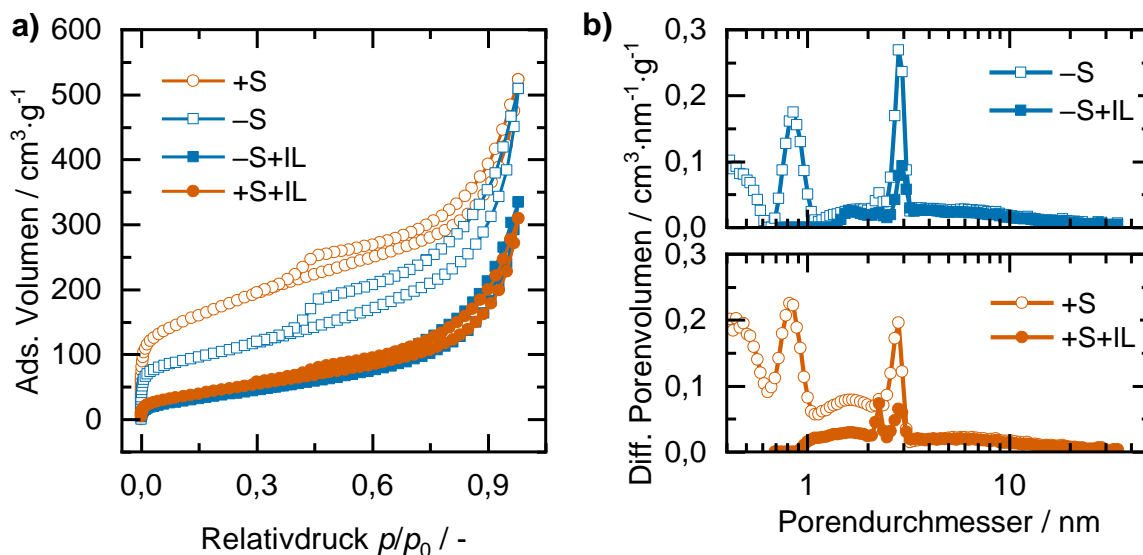 a)
Ads. Volumen / cm³·g⁻¹
600
500
400
300
200
100
0
+S
–S
–S+IL
+S+IL
0,0
0,3
0,6
0,9
Relativdruck p/p₀ / -
b)
Diff. Porenvolumen / cm³·nm⁻¹·g⁻¹
0,3
0,2
0,1
0,0
–S
–S+IL
0,3
0,2
0,1
0,0
+S
+S+IL
1
10
Porendurchmesser / nm